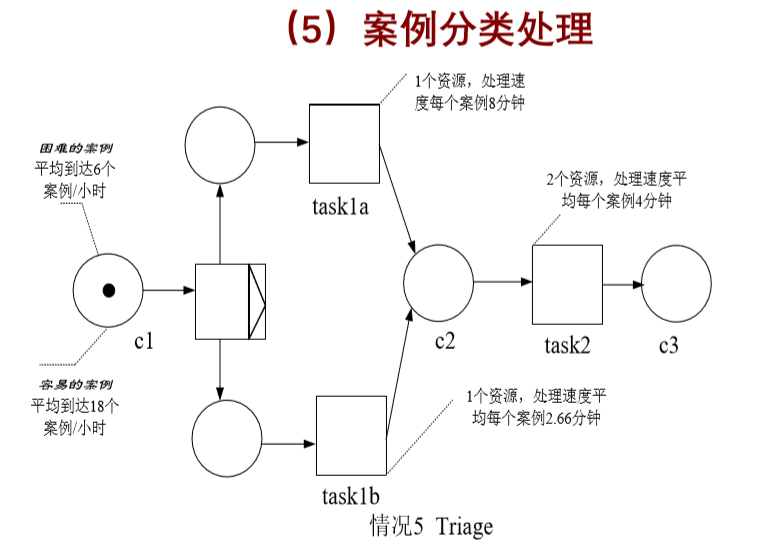 （5）案例分类处理
1个资源，处理速
度每个案例8分钟
困难的案例
平均到达6个
案例/小时
task1a
2个资源，处理速度平
均每个案例4分钟
c1
c2
task2
c3
容易的案例
平均到达18个
案例/小时
1个资源，处理速度平
均每个案例2.66分钟
task1b
情况5 Triage